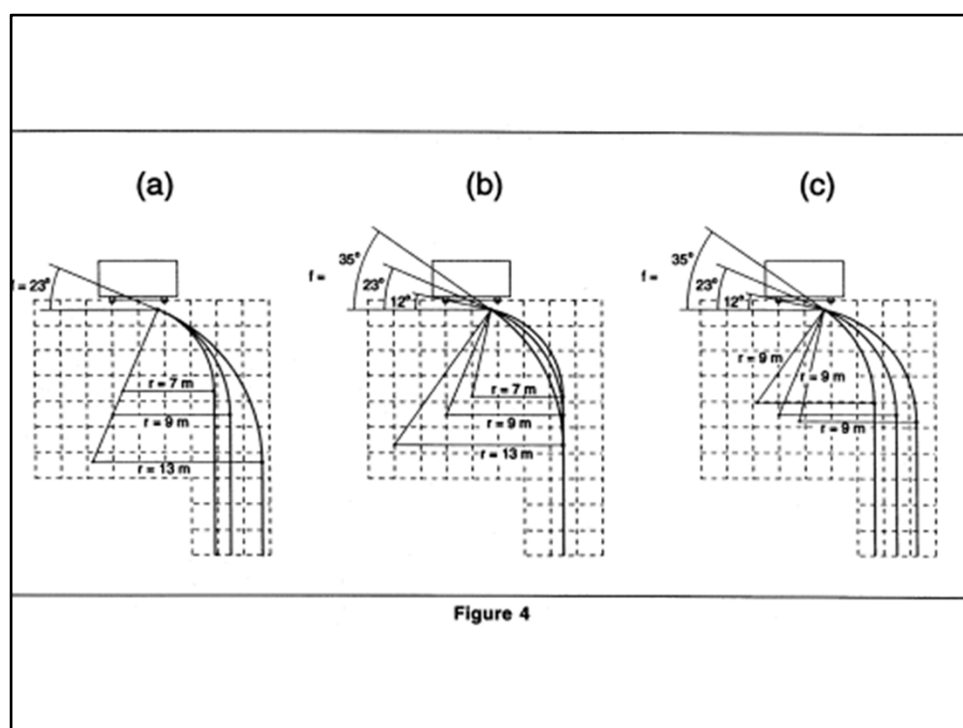 (a) (b) (c)
f = 23°
r = 7 m
r = 9 m
r = 13 m
f =
35°
23°
12°
r = 7 m
r = 9 m
r = 13 m
f =
35°
23°
12°
r = 9 m
r = 9 m
r = 9 m
Figure 4